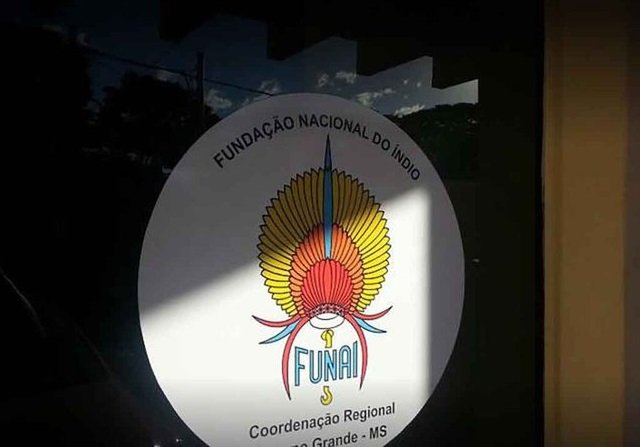 FUNDAÇÃO NACIONAL DO ÍNDIO
FUNAI
Coordenação Regional
Grande - MS